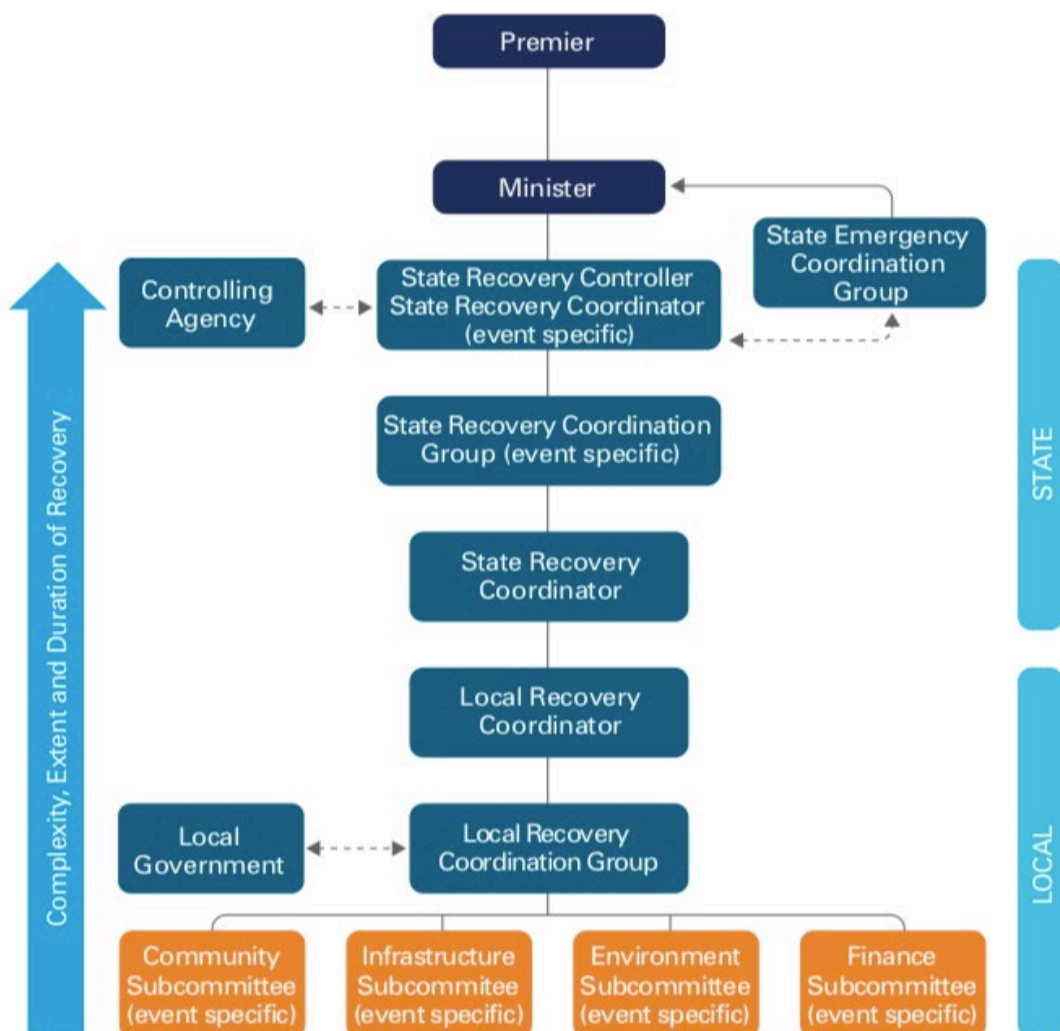 Premier
Minister
State Emergency
Coordination
Group
Controlling
Agency
State Recovery Controller
State Recovery Coordinator
(event specific)
State Recovery Coordination
Group (event specific)
State Recovery
Coordinator
Local Recovery
Coordinator
Local
Government
Local Recovery
Coordination Group
Community
Subcommittee
(event specific)
Infrastructure
Subcommitee
(event specific)
Environment
Subcommittee
(event specific)
Finance
Subcommittee
(event specific)
Complexity, Extent and Duration of Recovery
STATE
LOCAL